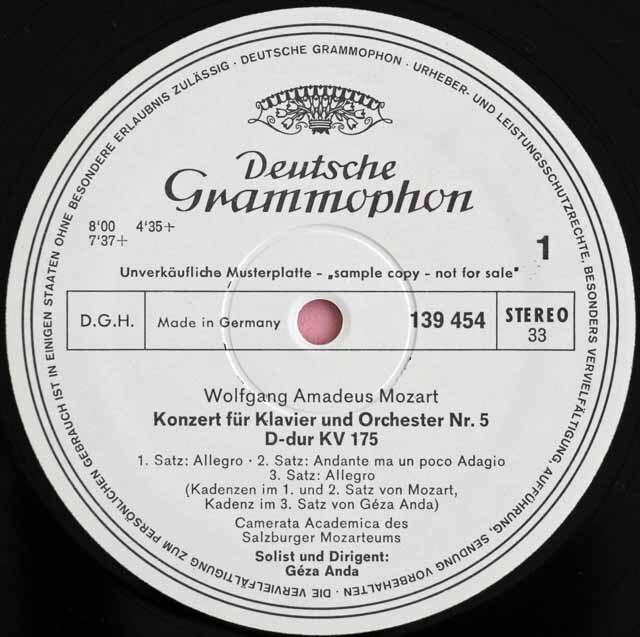 DIE VERVIELFÄLTIGUNG ZUM PERSÖNLICHEN GEBRAUCH IST IN EINIGEN STAATEN OHNE BESONDERE ERLAUBNIS ZULÄSSIG · DEUTSCHE GRAMMOPHON · URHEBER- UND LEISTUNGSSCHUTZRECHTE, BESONDERS VERVIELFÄLTIGUNG, AUFFÜHRUNG, SENDUNG VORBEHALTEN ·
Deutsche
Grammophon
8'00 4'35+
7'37+
1
Unverkäufliche Musterplatte - „sample copy - not for sale"
D.G.H. Made in Germany 139 454 STEREO
33
Wolfgang Amadeus Mozart
Konzert für Klavier und Orchester Nr. 5
D-dur KV 175
1. Satz: Allegro · 2. Satz: Andante ma un poco Adagio
3. Satz: Allegro
(Kadenzen im 1. und 2. Satz von Mozart,
Kadenz im 3. Satz von Géza Anda)
Camerata Academica des
Salzburger Mozarteums
Solist und Dirigent:
Géza Anda